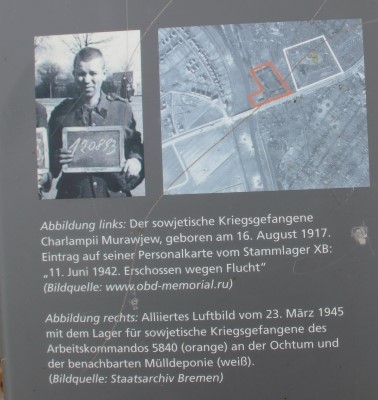 120853
Abbildung links: Der sowjetische Kriegsgefangene
Charlampii Murawjew, geboren am 16. August 1917.
Eintrag auf seiner Personalkarte vom Stammlager XB:
„11. Juni 1942. Erschossen wegen Flucht“
(Bildquelle: www.obd-memorial.ru)
Abbildung rechts: Alliiertes Luftbild vom 23. März 1945
mit dem Lager für sowjetische Kriegsgefangene des
Arbeitskommandos 5840 (orange) an der Ochtum und
der benachbarten Mülldeponie (weiß).
(Bildquelle: Staatsarchiv Bremen)